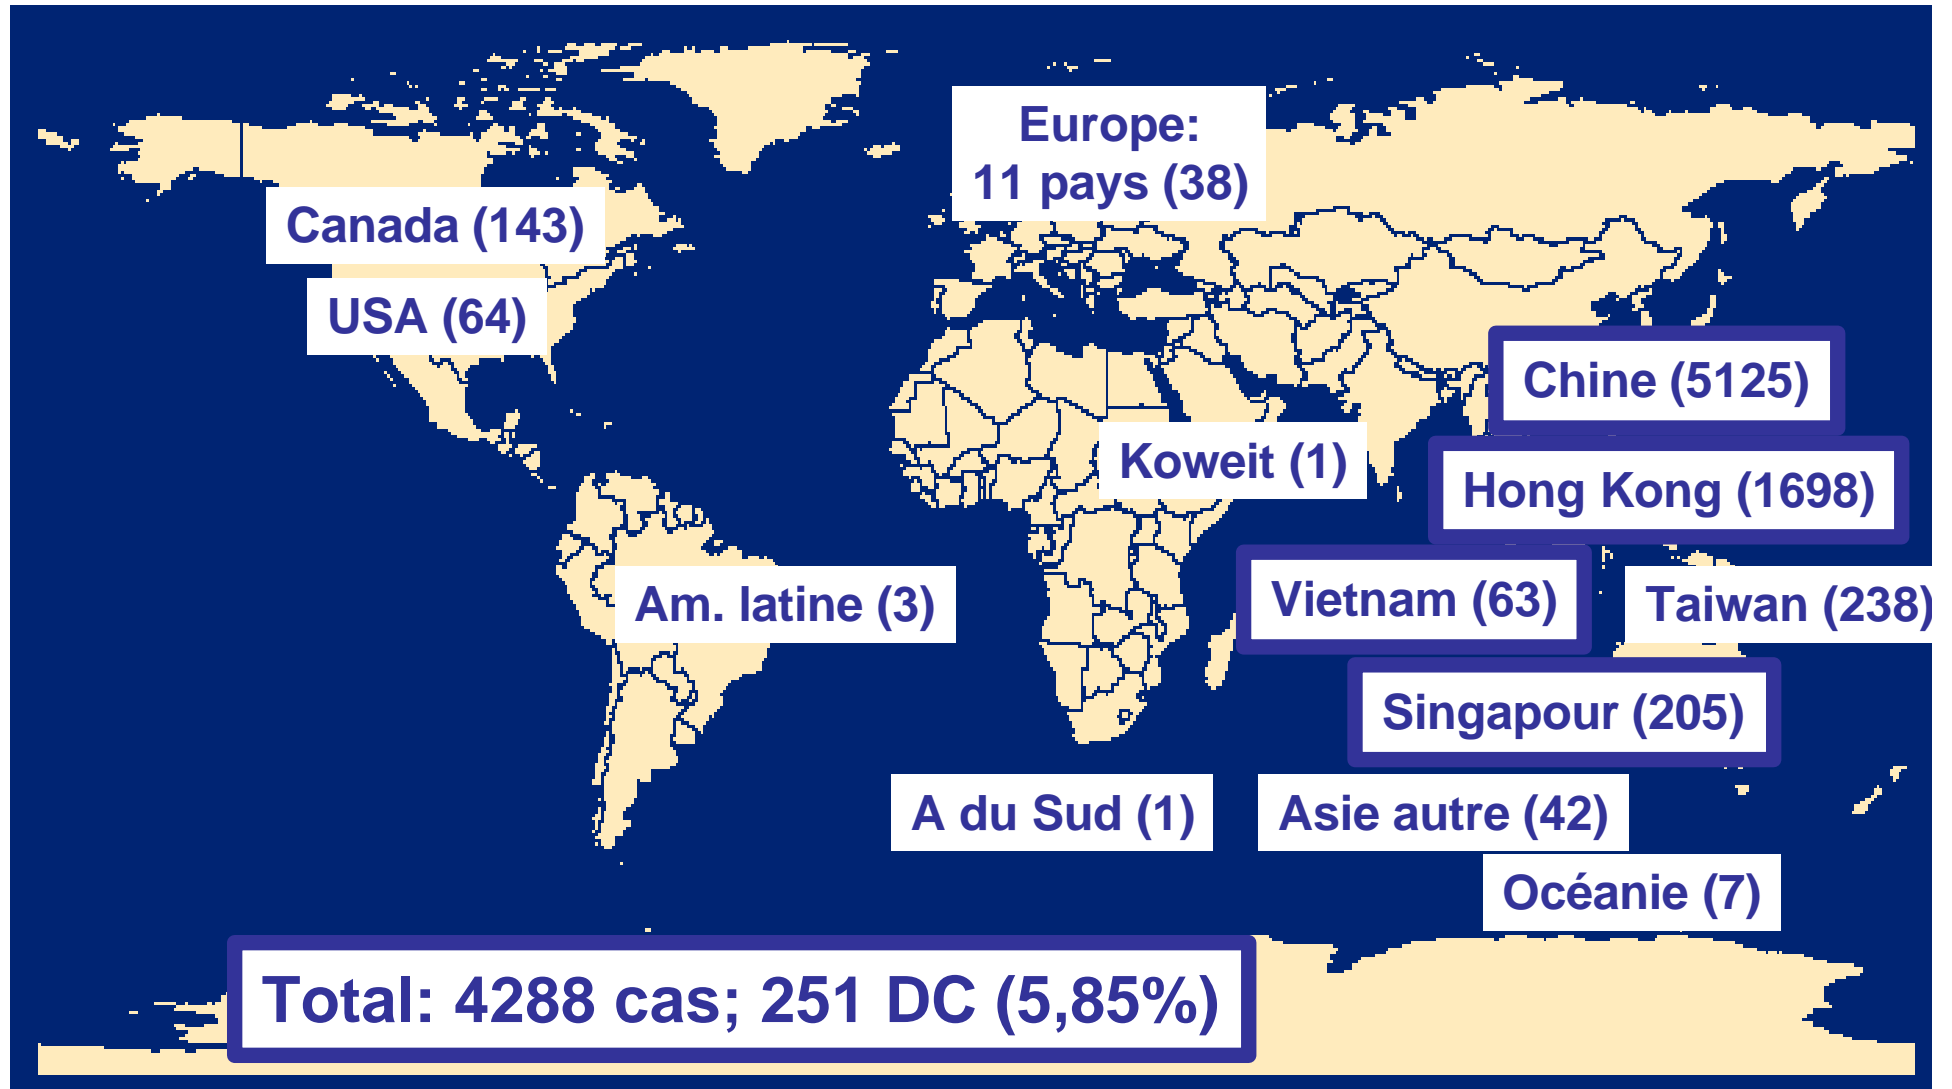 Europe:
11 pays (38)
Canada (143)
USA (64)
Chine (5125)
Koweit (1)
Hong Kong (1698)
Vietnam (63)
Taiwan (238)
Am. latine (3)
Singapour (205)
A du Sud (1)
Asie autre (42)
Océanie (7)
Total: 4288 cas; 251 DC (5,85%)